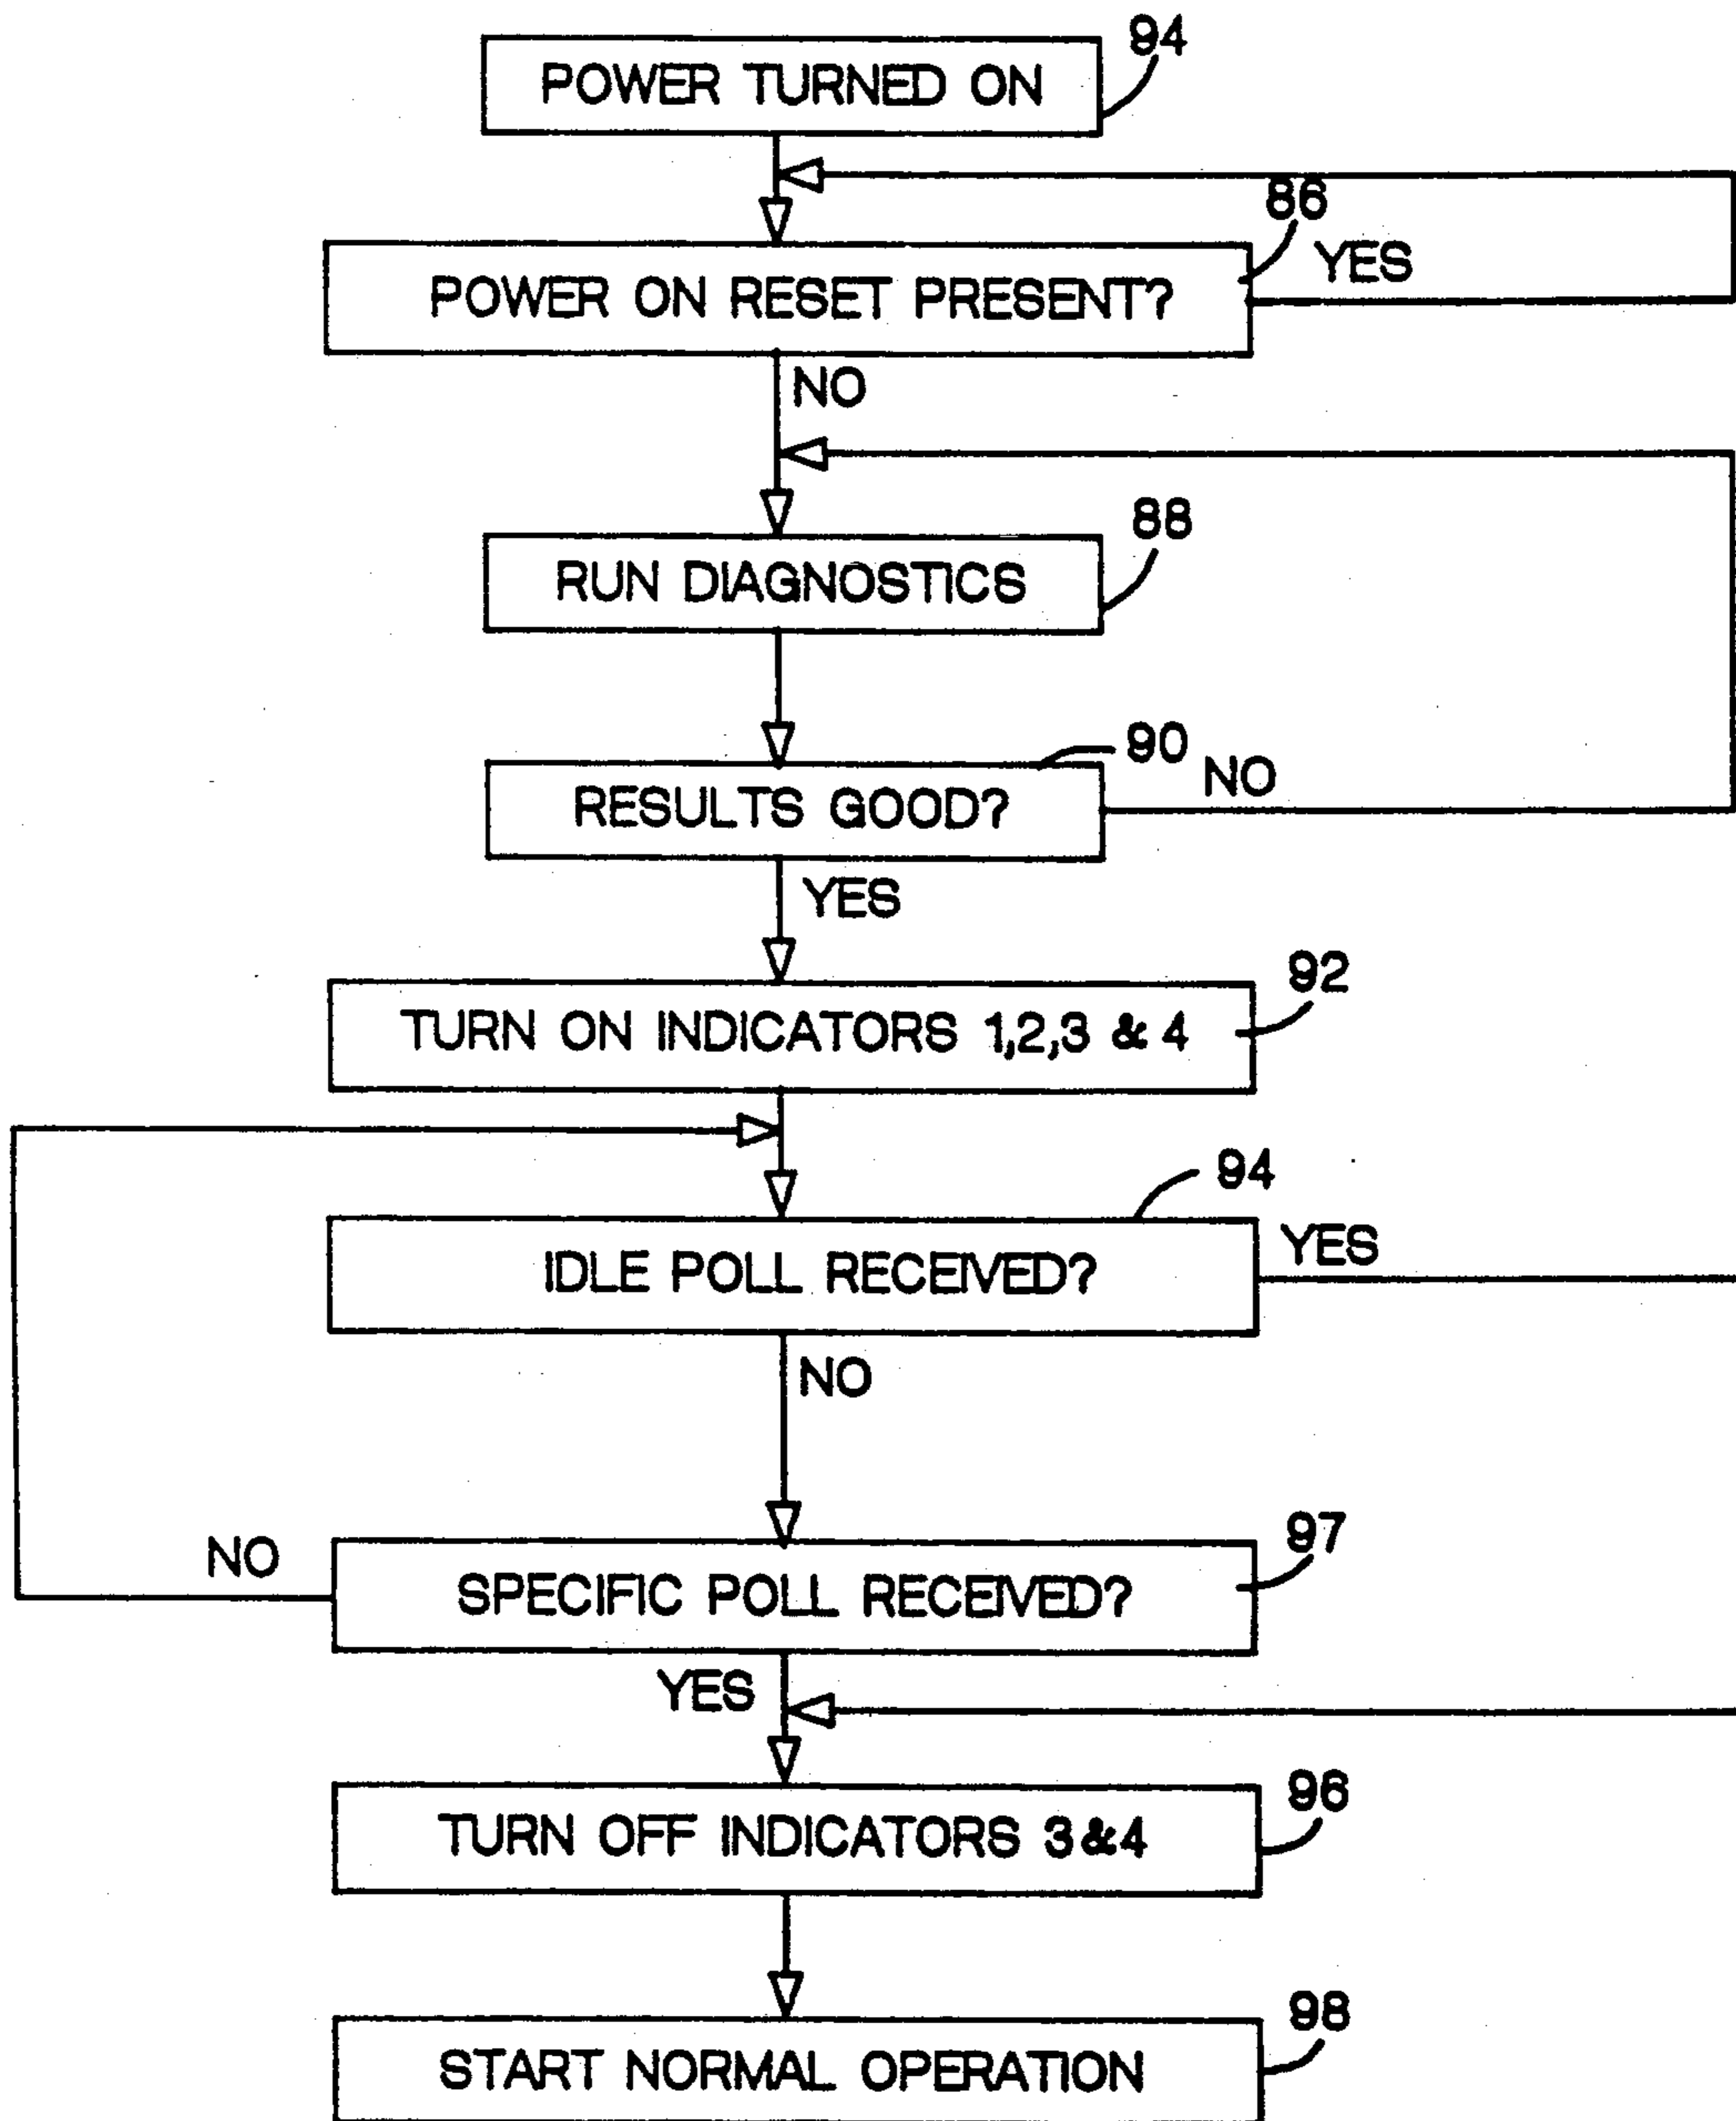 94
POWER TURNED ON
86
POWER ON RESET PRESENT?
YES
NO
88
RUN DIAGNOSTICS
90
RESULTS GOOD?
NO
YES
92
TURN ON INDICATORS 1,2,3 & 4
94
IDLE POLL RECEIVED?
YES
NO
97
NO
SPECIFIC POLL RECEIVED?
YES
96
TURN OFF INDICATORS 3&4
98
START NORMAL OPERATION